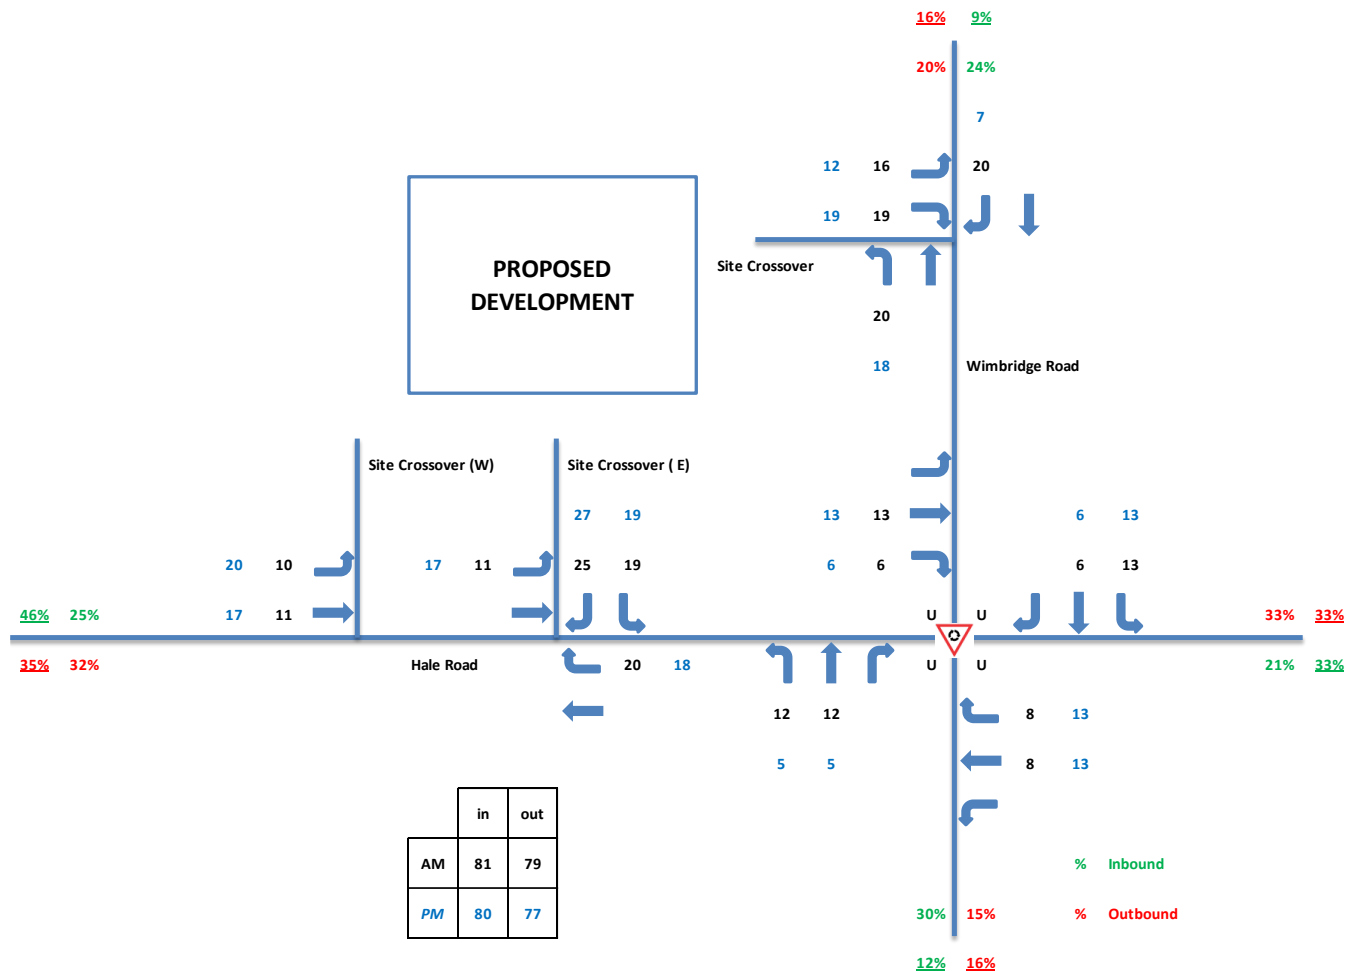 16% 9%
20% 24%
7
12 16 20
19 19
PROPOSED
DEVELOPMENT
Site Crossover
20
18
Wimbridge Road
Site Crossover (W) Site Crossover ( E)
27 19 13 13 6 13
20 10 17 11 25 19 6 6 6 13
46% 25% 17 11 U U 33% 33%
35% 32% Hale Road 20 18 U U 21% 33%
12 12 8 13
5 5 8 13
in out
AM 81 79
PM 80 77
% Inbound
30% 15% % Outbound
12% 16%